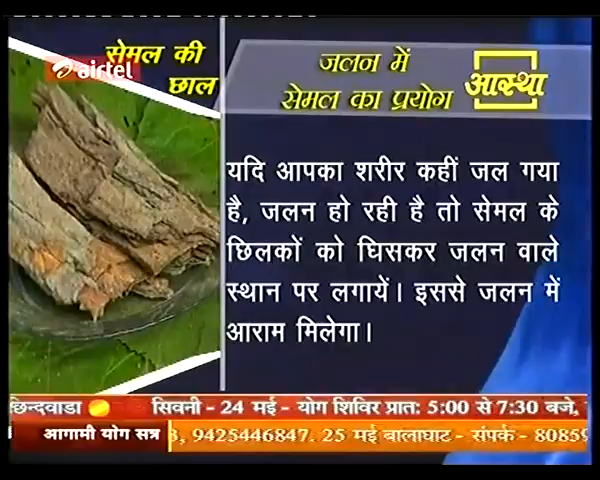 सेमल की
छाल
airtel
जलन में
सेमल का प्रयोग
आस्था
यदि आपका शरीर कहीं जल गया
है, जलन हो रही है तो सेमल के
छिलकों को घिसकर जलन वाले
स्थान पर लगायें। इससे जलन में
आराम मिलेगा।
छिन्दवाडा सिवनी - 24 मई - योग शिविर प्रात: 5:00 से 7:30 बजे,
आगामी योग सत्र 3, 9425446847. 25 मई बालाघाट - संपर्क - 80859